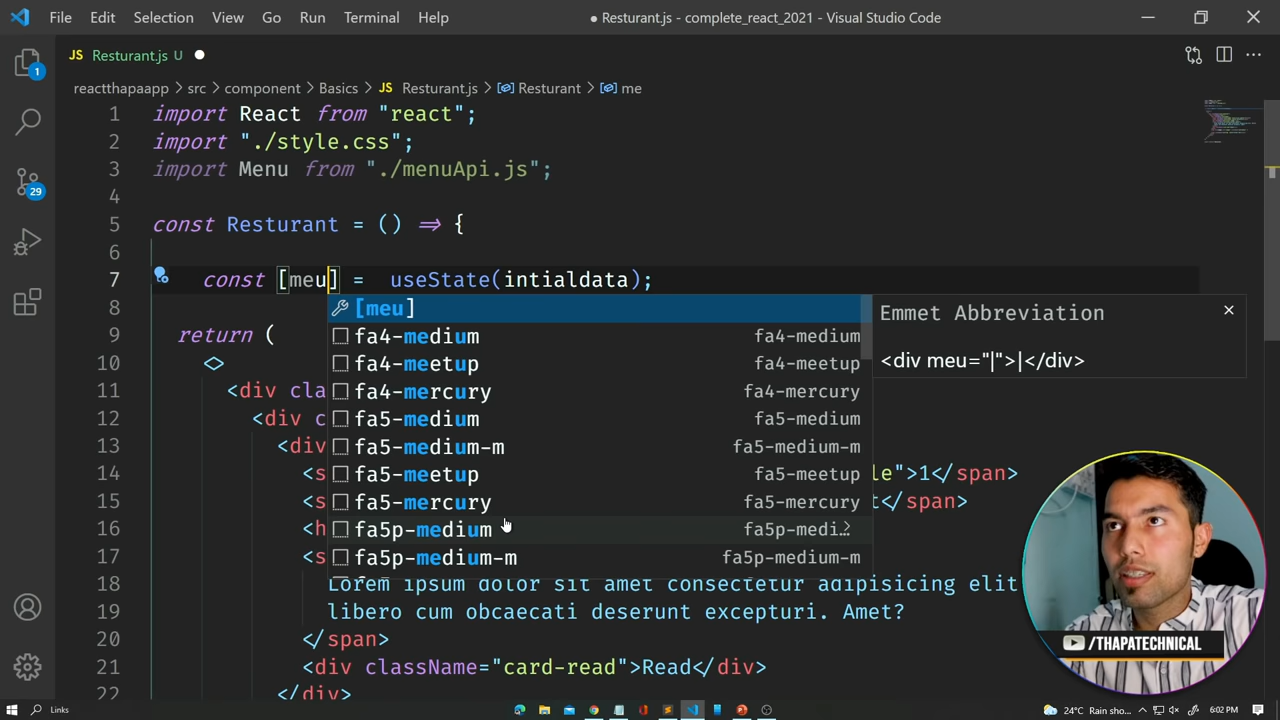 File Edit Selection View Go Run Terminal Help ● Resturant.js - complete_react_2021 - Visual Studio Code
JS Resturant.js U ●
reactthapaapp > src > component > Basics > JS Resturant.js > Resturant > me
1 import React from "react";
2 import "./style.css";
3 import Menu from "./menuApi.js";
4
5 const Resturant = () ⇒ {
6
7 const [meu] = useState(intialdata);
8
9 return (
10 <>
11 <div cla
12 <div c
13 <div
14 <s le">1</span>
15 <s t</span>
16 <h
17 <s
18 Lorem ipsum dolor sit amet consectetur adipisicing elit
19 libero cum obcaecati deserunt excepturi. Amet?
20 </span>
21 <div className="card-read">Read</div>
22 </div>
[meu]
fa4-medium fa4-medium
fa4-meetup fa4-meetup
fa4-mercury fa4-mercury
fa5-medium fa5-medium
fa5-medium-m fa5-medium-m
fa5-meetup fa5-meetup
fa5-mercury fa5-mercury
fa5p-medium fa5p-medi…
fa5p-medium-m fa5p-medium-m
Emmet Abbreviation
<div meu="|">|</div>
1
29
/THAPATECHNICAL
Links
24°C Rain sho... 6:02 PM